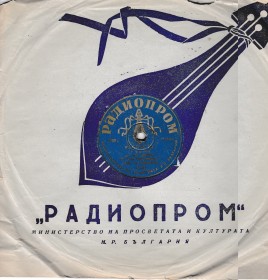 РАДИОПРОМ
„РАДИОПРОМ“
МИНИСТЕРСТВО НА ПРОСВЕТАТА И КУЛТУРАТА
Н.Р. БЪЛГАРИЯ